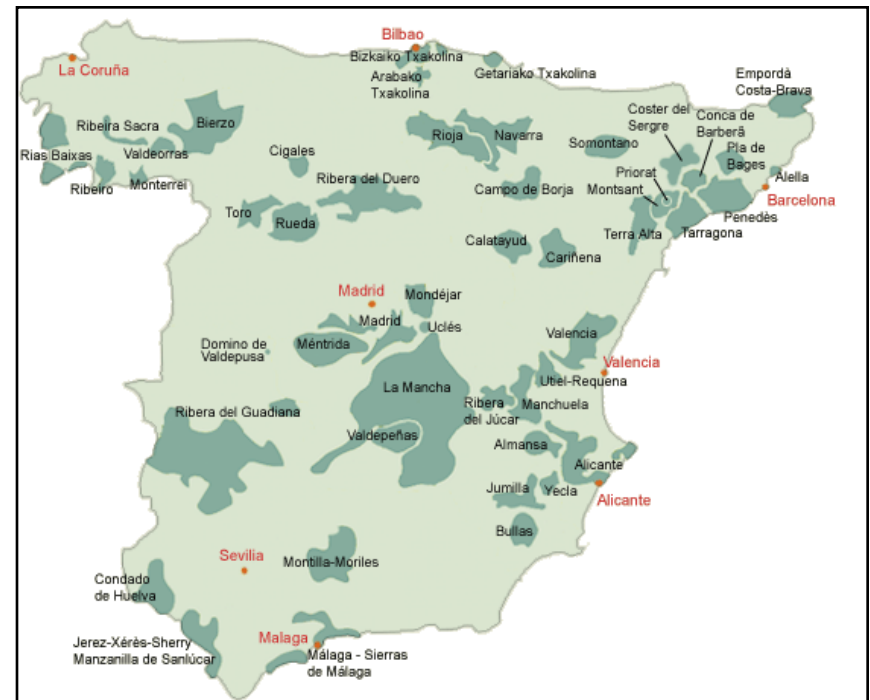 Bilbao
La Coruña
Bizkaiko Txakolina
Arabako
Txakolina
Getariako Txakolina
Empordà
Costa-Brava
Ribeira Sacra
Bierzo
Rias Baixas
Valdeorras
Ribeiro
Monterrei
Cigales
Rioja
Navarra
Somontano
Coster del
Sergre
Conca de
Barberã
Pla de
Bages
Priorat
Montsant
Alella
Barcelona
Penedès
Tarragona
Terra Alta
Ribera del Duero
Campo de Borja
Toro
Rueda
Calatayud
Cariñena
Madrid
Mondéjar
Madrid
Uclés
Méntrida
Domino de
Valdepusa
Valencia
Valencia
Utiel-Requena
La Mancha
Ribera
del Júcar
Manchuela
Ribera del Guadiana
Valdepeñas
Almansa
Alicante
Jumilla
Yecla
Alicante
Bullas
Sevilia
Montilla-Moriles
Condado
de Huelva
Jerez-Xérès-Sherry
Manzanilla de Sanlúcar
Malaga
Málaga - Sierras
de Málaga